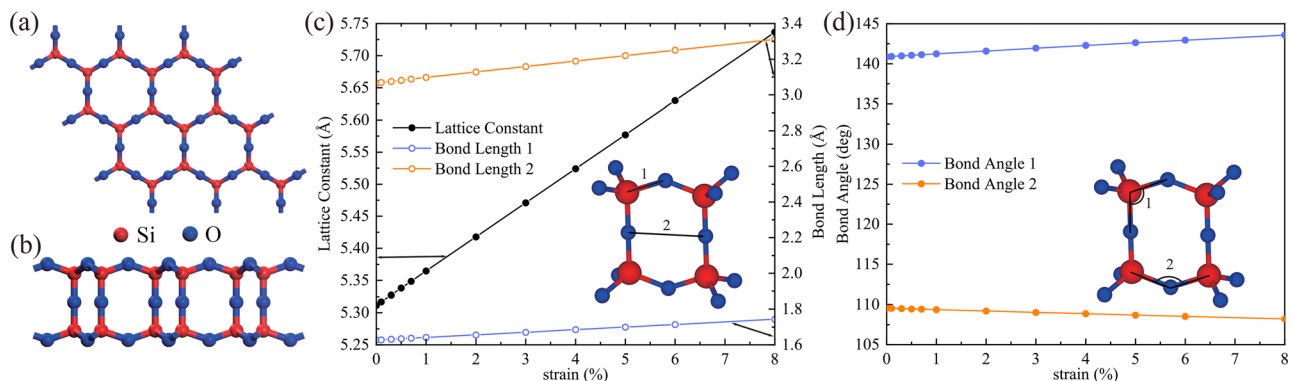 (a)
Si
O
(b)
(c)
Lattice Constant (Å)
5.75
5.70
5.65
5.60
5.55
5.50
5.45
5.40
5.35
5.30
5.25
Lattice Constant
Bond Length 1
Bond Length 2
1
2
0 1 2 3 4 5 6 7 8
strain (%)
3.4
3.2
3.0
2.8
2.6
2.4
2.2
2.0
1.8
1.6
Bond Length (Å)
(d)
Bond Angle (deg)
145
140
135
130
125
120
115
110
105
Bond Angle 1
Bond Angle 2
1
2
0 1 2 3 4 5 6 7 8
strain (%)